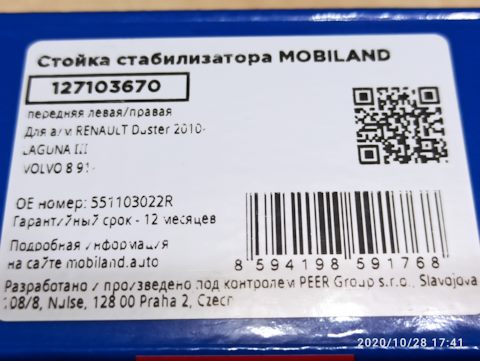 Стойка стабилизатора MOBILAND
127103670
передняя левая/правая
Для а/м RENAULT Duster 2010-
LAGUNA III
VOLVO 8 91-
OE номер: 551103022R
Гарантийный срок - 12 месяцев
Подробная информация
на сайте mobiland.auto
8 594198 591768
Разработано и произведено под контролем PEER Group s.r.o., Slavojova
108/8, Nulse, 128 00 Praha 2, Czech
2020/10/28 17:41